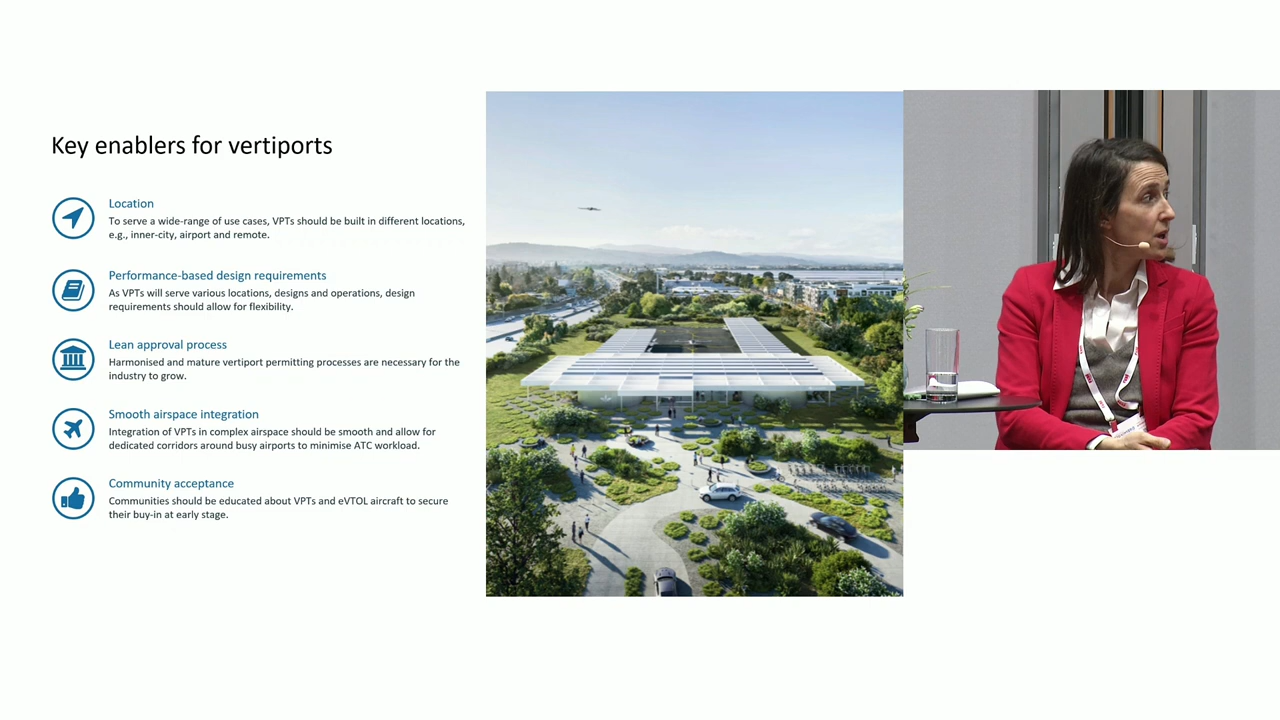 Key enablers for vertiports
Location
To serve a wide-range of use cases, VPTs should be built in different locations,
e.g., inner-city, airport and remote.
Performance-based design requirements
As VPTs will serve various locations, designs and operations, design
requirements should allow for flexibility.
Lean approval process
Harmonised and mature vertiport permitting processes are necessary for the
industry to grow.
Smooth airspace integration
Integration of VPTs in complex airspace should be smooth and allow for
dedicated corridors around busy airports to minimise ATC workload.
Community acceptance
Communities should be educated about VPTs and eVTOL aircraft to secure
their buy-in at early stage.